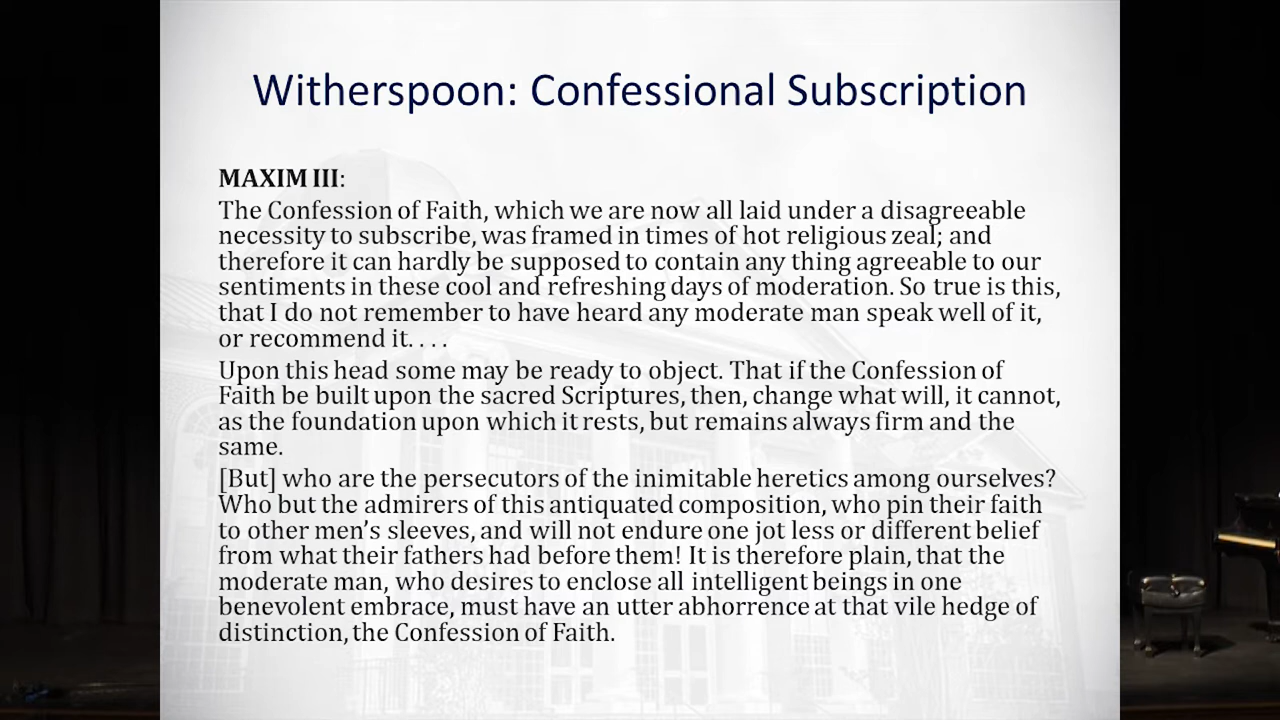 Witherspoon: Confessional Subscription
MAXIM III:
The Confession of Faith, which we are now all laid under a disagreeable
necessity to subscribe, was framed in times of hot religious zeal; and
therefore it can hardly be supposed to contain any thing agreeable to our
sentiments in these cool and refreshing days of moderation. So true is this,
that I do not remember to have heard any moderate man speak well of it,
or recommend it. . . .
Upon this head some may be ready to object. That if the Confession of
Faith be built upon the sacred Scriptures, then, change what will, it cannot,
as the foundation upon which it rests, but remains always firm and the
same.
[But] who are the persecutors of the inimitable heretics among ourselves?
Who but the admirers of this antiquated composition, who pin their faith
to other men’s sleeves, and will not endure one jot less or different belief
from what their fathers had before them! It is therefore plain, that the
moderate man, who desires to enclose all intelligent beings in one
benevolent embrace, must have an utter abhorrence at that vile hedge of
distinction, the Confession of Faith.